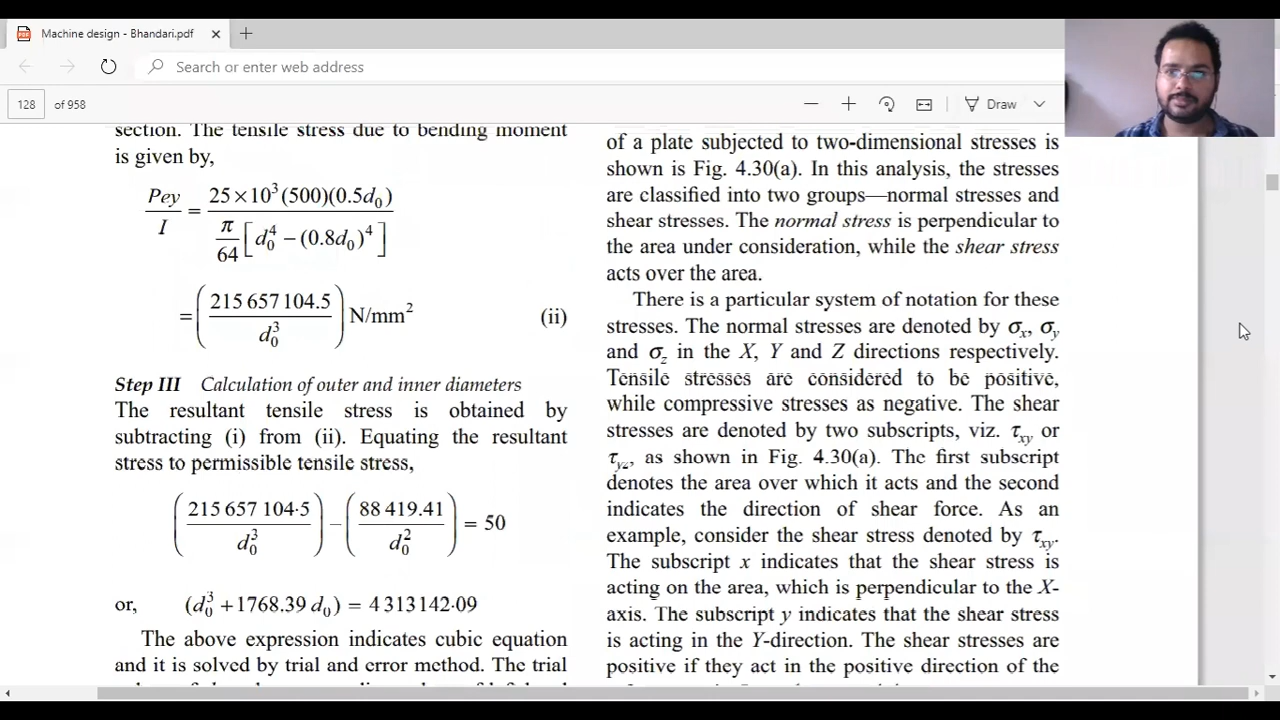 Machine design - Bhandari.pdf
Search or enter web address
128 of 958
Draw
section. The tensile stress due to bending moment
is given by,
Pey/I = 25×10³(500)(0.5d₀) / (π/64 [d₀⁴ − (0.8d₀)⁴])
= (215 657 104.5 / d₀³) N/mm² (ii)
Step III Calculation of outer and inner diameters
The resultant tensile stress is obtained by
subtracting (i) from (ii). Equating the resultant
stress to permissible tensile stress,
(215 657 104·5 / d₀³) − (88 419.41 / d₀²) = 50
or, (d₀³ + 1768.39 d₀) = 4 313 142·09
The above expression indicates cubic equation
and it is solved by trial and error method. The trial
of a plate subjected to two-dimensional stresses is
shown is Fig. 4.30(a). In this analysis, the stresses
are classified into two groups—normal stresses and
shear stresses. The normal stress is perpendicular to
the area under consideration, while the shear stress
acts over the area.
There is a particular system of notation for these
stresses. The normal stresses are denoted by σx, σy
and σz in the X, Y and Z directions respectively.
Tensile stresses are considered to be positive,
while compressive stresses as negative. The shear
stresses are denoted by two subscripts, viz. τxy or
τyz, as shown in Fig. 4.30(a). The first subscript
denotes the area over which it acts and the second
indicates the direction of shear force. As an
example, consider the shear stress denoted by τxy.
The subscript x indicates that the shear stress is
acting on the area, which is perpendicular to the X-
axis. The subscript y indicates that the shear stress
is acting in the Y-direction. The shear stresses are
positive if they act in the positive direction of the